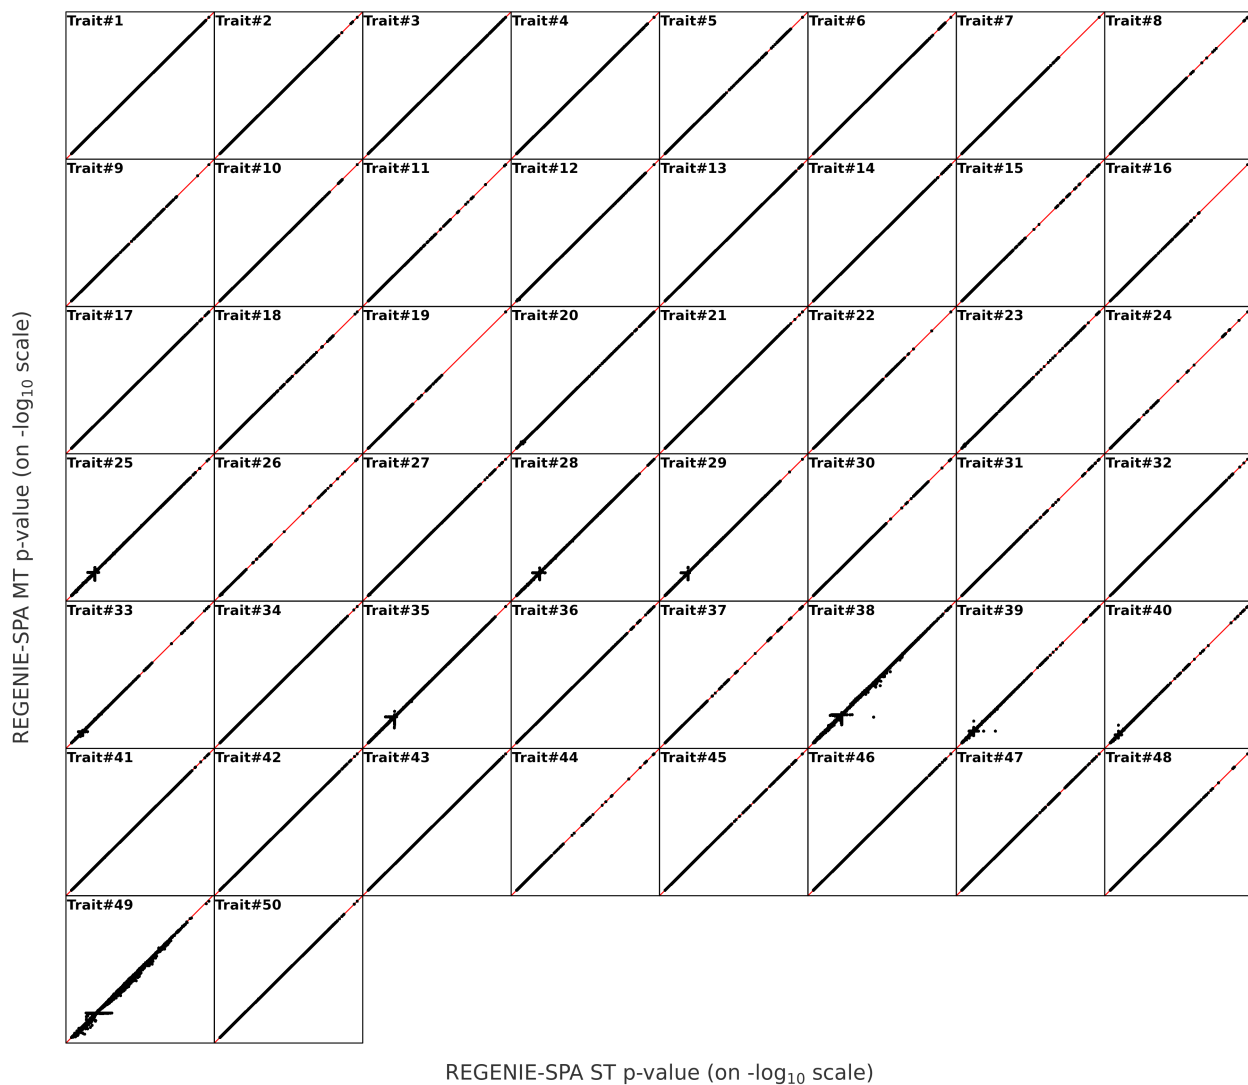 Trait#1 Trait#2 Trait#3 Trait#4 Trait#5 Trait#6 Trait#7 Trait#8
Trait#9 Trait#10 Trait#11 Trait#12 Trait#13 Trait#14 Trait#15 Trait#16
Trait#17 Trait#18 Trait#19 Trait#20 Trait#21 Trait#22 Trait#23 Trait#24
Trait#25 Trait#26 Trait#27 Trait#28 Trait#29 Trait#30 Trait#31 Trait#32
Trait#33 Trait#34 Trait#35 Trait#36 Trait#37 Trait#38 Trait#39 Trait#40
Trait#41 Trait#42 Trait#43 Trait#44 Trait#45 Trait#46 Trait#47 Trait#48
Trait#49 Trait#50
REGENIE-SPA MT p-value (on -log10 scale)
REGENIE-SPA ST p-value (on -log10 scale)